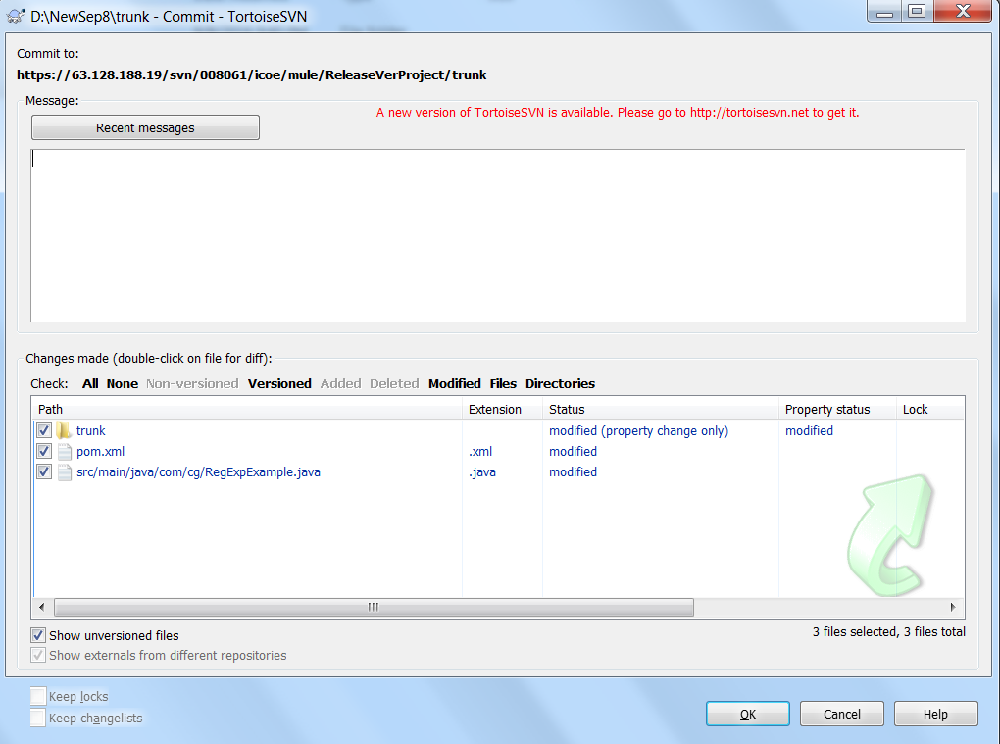 D:\NewSep8\trunk - Commit - TortoiseSVN
Commit to:
https://63.128.188.19/svn/008061/icoe/mule/ReleaseVerProject/trunk
Message:
A new version of TortoiseSVN is available. Please go to http://tortoisesvn.net to get it.
Recent messages
Changes made (double-click on file for diff):
Check: All None Non-versioned Versioned Added Deleted Modified Files Directories
Path Extension Status Property status Lock
trunk modified (property change only) modified
pom.xml .xml modified
src/main/java/com/cg/RegExpExample.java .java modified
Show unversioned files
3 files selected, 3 files total
Show externals from different repositories
Keep locks
Keep changelists
OK Cancel Help